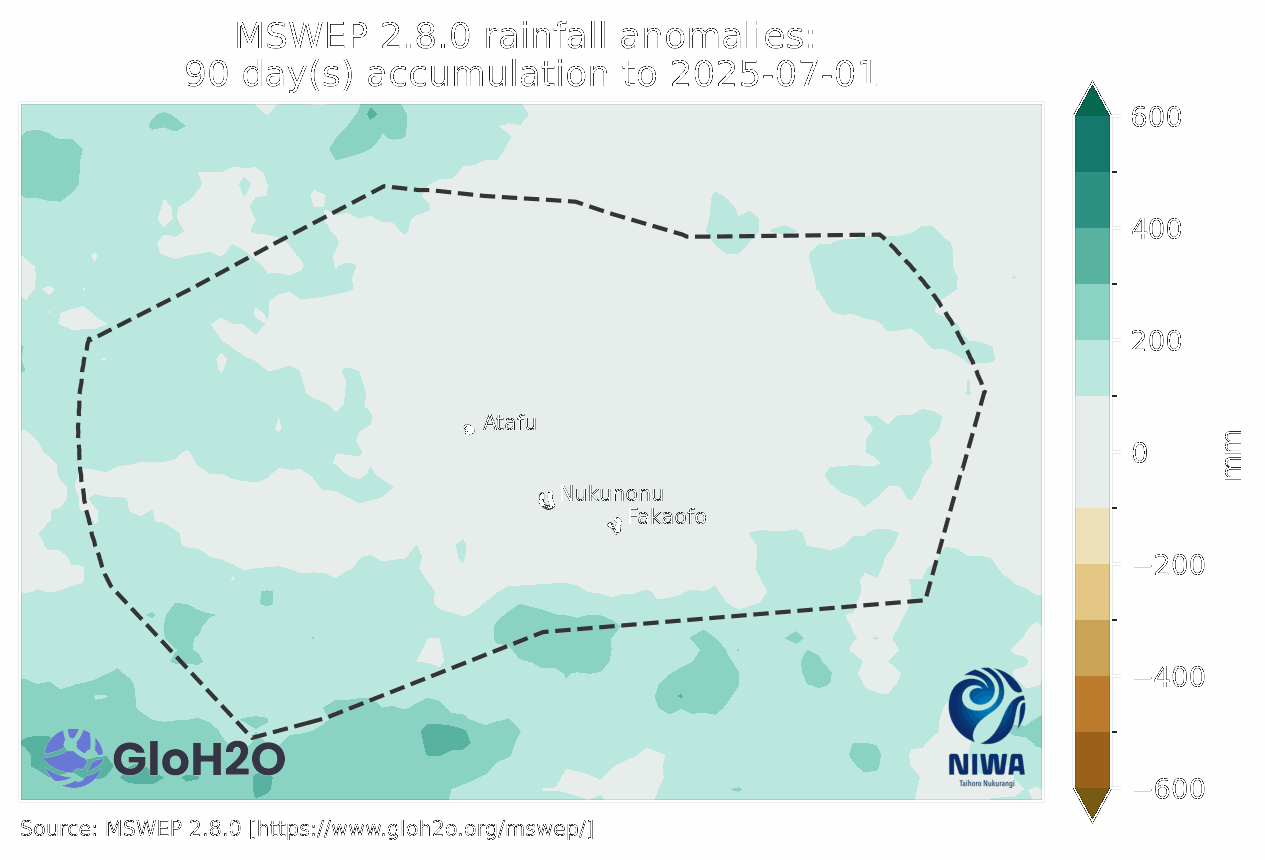 MSWEP 2.8.0 rainfall anomalies:
90 day(s) accumulation to 2025-07-01
600
400
200
0
−200
−400
−600
mm
Atafu
Nukunonu
Fakaofo
GloH2O
NIWA
Taihoro Nukurangi
Source: MSWEP 2.8.0 [https://www.gloh2o.org/mswep/]